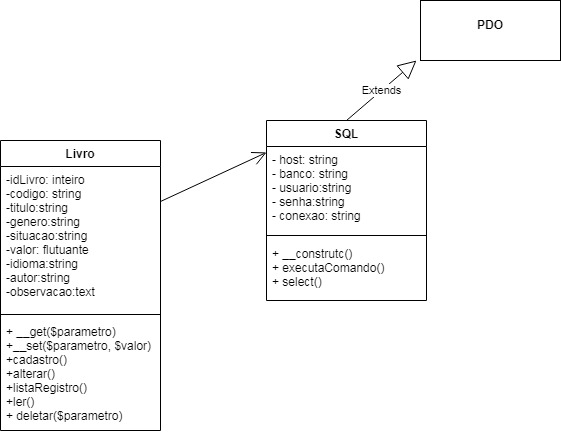 PDO
Extends
SQL
- host: string
- banco: string
- usuario:string
- senha:string
- conexao: string
+ __construtc()
+ executaComando()
+ select()
Livro
-idLivro: inteiro
-codigo: string
-titulo:string
-genero:string
-situacao:string
-valor: flutuante
-idioma:string
-autor:string
-observacao:text
+ __get($parametro)
+__set($parametro, $valor)
+cadastro()
+alterar()
+listaRegistro()
+ler()
+ deletar($parametro)